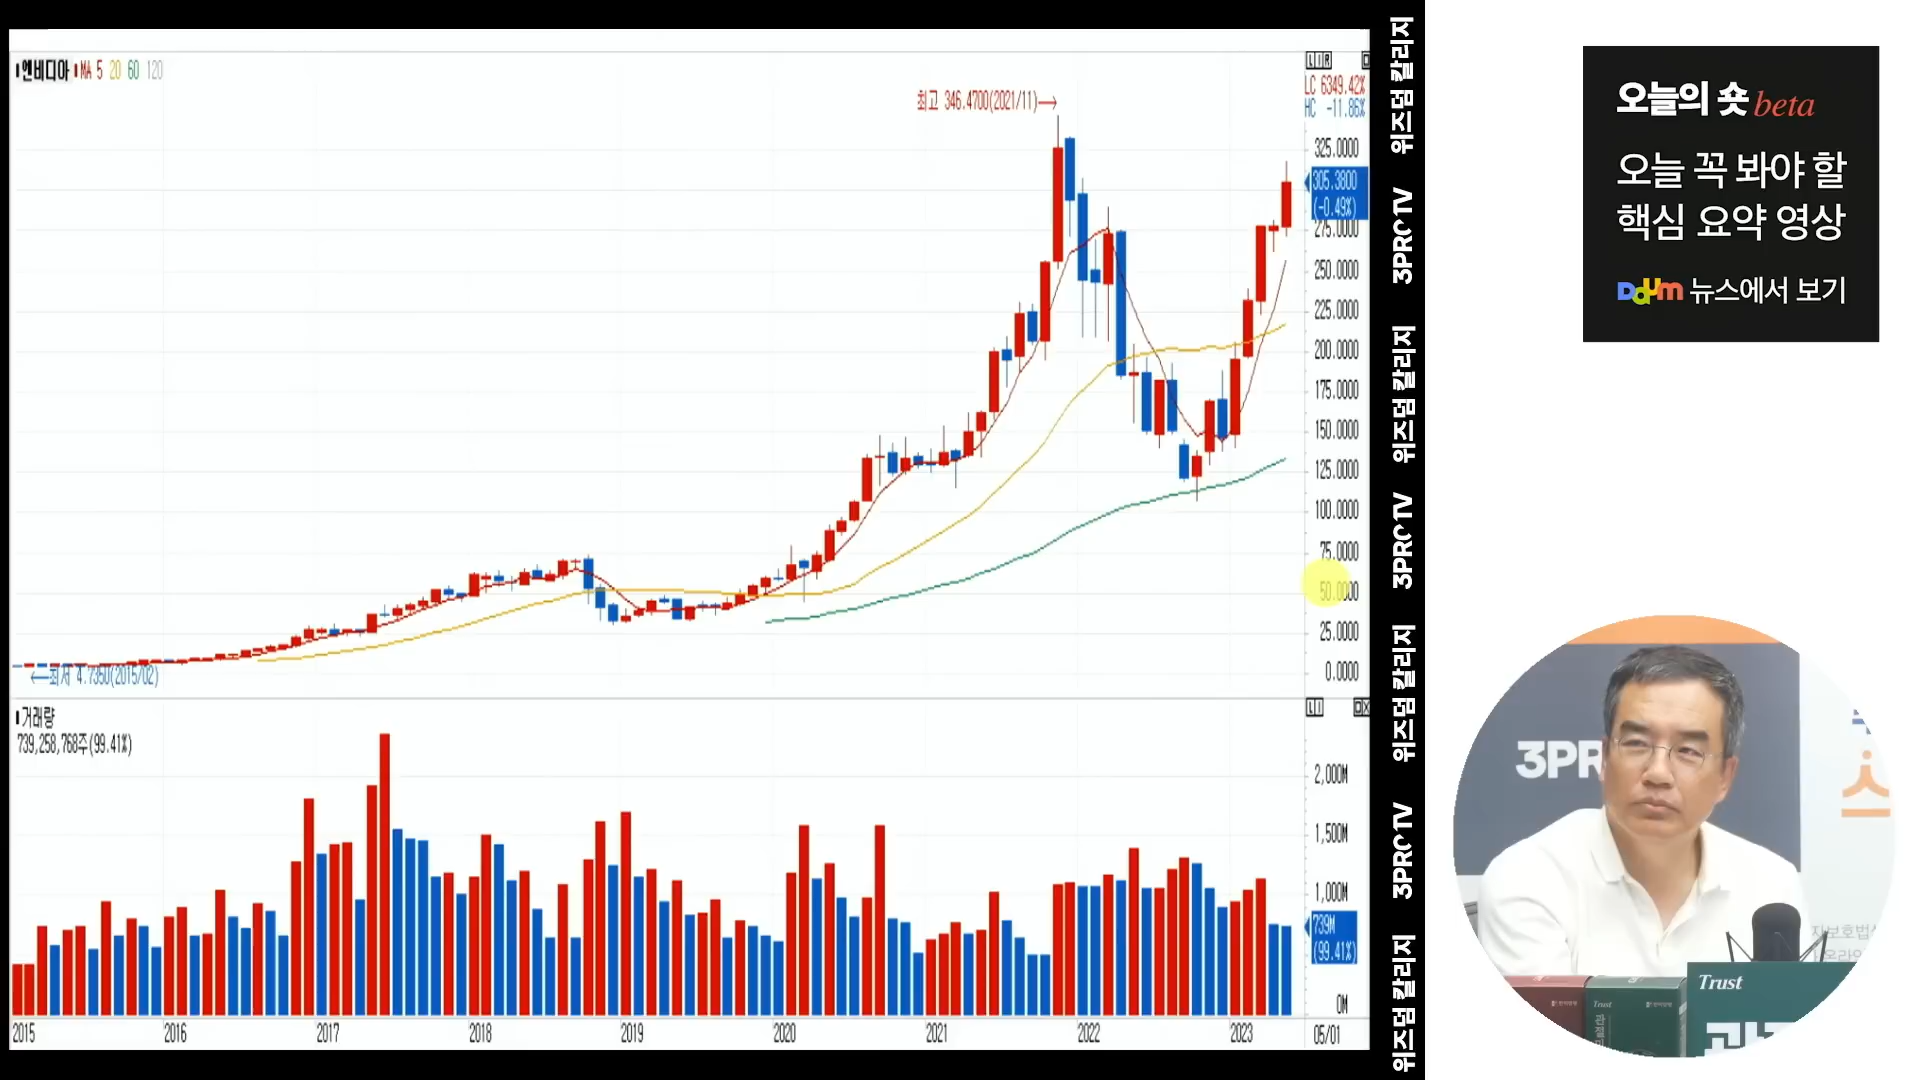 엔비디아 MA 5 20 60 120
최고 346.4700(2021/11)→
←최저 4.7350(2015/02)
L I R
LC 6349.42%
HC -11.86%
325.0000
305.3800
(-0.49%)
275.0000
250.0000
225.0000
200.0000
175.0000
150.0000
125.0000
100.0000
75.0000
50.0000
25.0000
0.0000
거래량
739,258,768주(99.41%)
L I
2,000M
1,500M
1,000M
739M
(99.41%)
0M
2015 2016 2017 2018 2019 2020 2021 2022 2023 05/01
위즈덤 칼리지
3PROTV
위즈덤 칼리지
3PROTV
위즈덤 칼리지
3PROTV
위즈덤 칼리지
오늘의 숏 beta
오늘 꼭 봐야 할
핵심 요약 영상
Daum 뉴스에서 보기
3PR
Trust
Trust